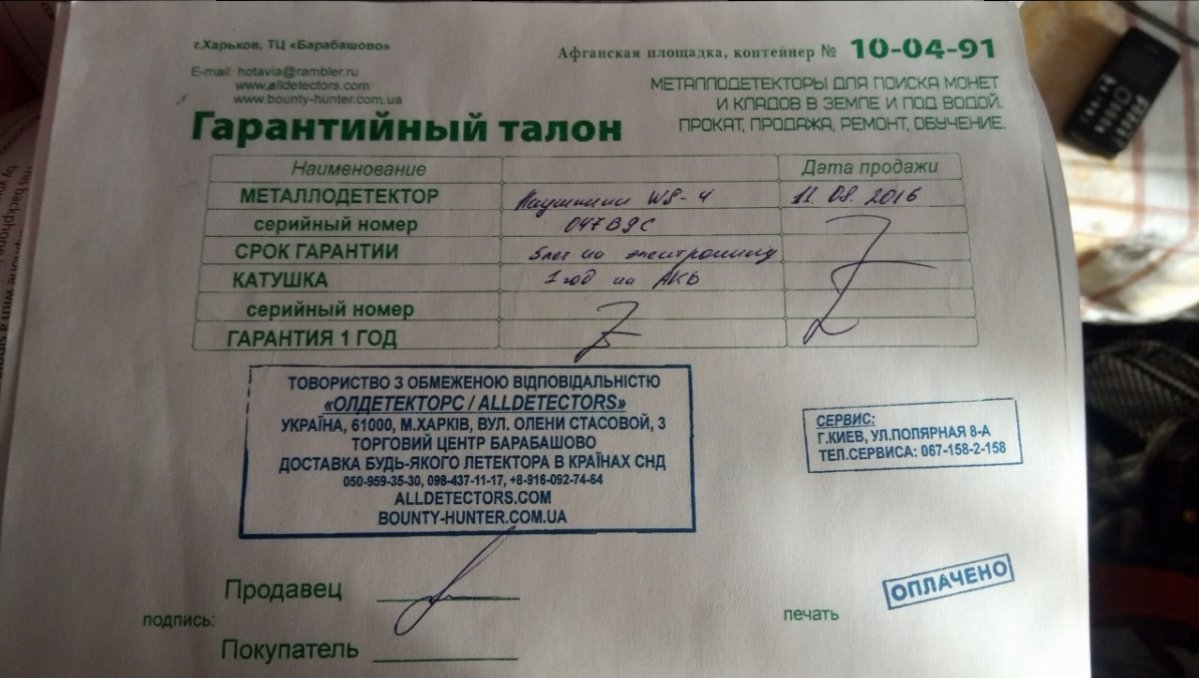 г.Харьков, ТЦ «Барабашово»
Афганская площадка, контейнер № 10-04-91
E-mail: hotavia@rambler.ru
www.alldetectors.com
www.bounty-hunter.com.ua
МЕТАЛЛОДЕТЕКТОРЫ ДЛЯ ПОИСКА МОНЕТ
И КЛАДОВ В ЗЕМЛЕ И ПОД ВОДОЙ.
ПРОКАТ, ПРОДАЖА, РЕМОНТ, ОБУЧЕНИЕ.
Гарантийный талон
Наименование Дата продажи
МЕТАЛЛОДЕТЕКТОР Наушники WS-4 11.08.2016
серийный номер 047B9C
СРОК ГАРАНТИИ 5лет на электронику
КАТУШКА 1 год на АКБ
серийный номер
ГАРАНТИЯ 1 ГОД
ТОВОРИСТВО З ОБМЕЖЕНОЮ ВІДПОВІДАЛЬНІСТЮ
«ОЛДЕТЕКТОРС / ALLDETECTORS»
УКРАЇНА, 61000, М.ХАРКІВ, ВУЛ. ОЛЕНИ СТАСОВОЙ, 3
ТОРГОВИЙ ЦЕНТР БАРАБАШОВО
ДОСТАВКА БУДЬ-ЯКОГО ЛЕТЕКТОРА В КРАЇНАХ СНД
050-959-35-30, 098-437-11-17, +8-916-092-74-64
ALLDETECTORS.COM
BOUNTY-HUNTER.COM.UA
СЕРВИС:
Г.КИЕВ, УЛ.ПОЛЯРНАЯ 8-А
ТЕЛ.СЕРВИСА: 067-158-2-158
ОПЛАЧЕНО
Продавец
подпись:
печать
Покупатель